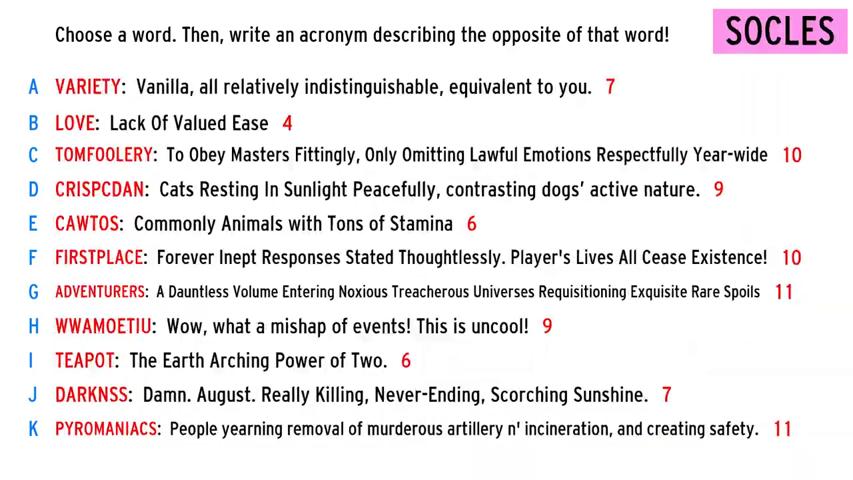 Choose a word. Then, write an acronym describing the opposite of that word!
SOCLES
A VARIETY: Vanilla, all relatively indistinguishable, equivalent to you. 7
B LOVE: Lack Of Valued Ease 4
C TOMFOOLERY: To Obey Masters Fittingly, Only Omitting Lawful Emotions Respectfully Year-wide 10
D CRISPCDAN: Cats Resting In Sunlight Peacefully, contrasting dogs' active nature. 9
E CAWTOS: Commonly Animals with Tons of Stamina 6
F FIRSTPLACE: Forever Inept Responses Stated Thoughtlessly. Player's Lives All Cease Existence! 10
G ADVENTURERS: A Dauntless Volume Entering Noxious Treacherous Universes Requisitioning Exquisite Rare Spoils 11
H WWAMOETIU: Wow, what a mishap of events! This is uncool! 9
I TEAPOT: The Earth Arching Power of Two. 6
J DARKNSS: Damn. August. Really Killing, Never-Ending, Scorching Sunshine. 7
K PYROMANIACS: People yearning removal of murderous artillery n' incineration, and creating safety. 11